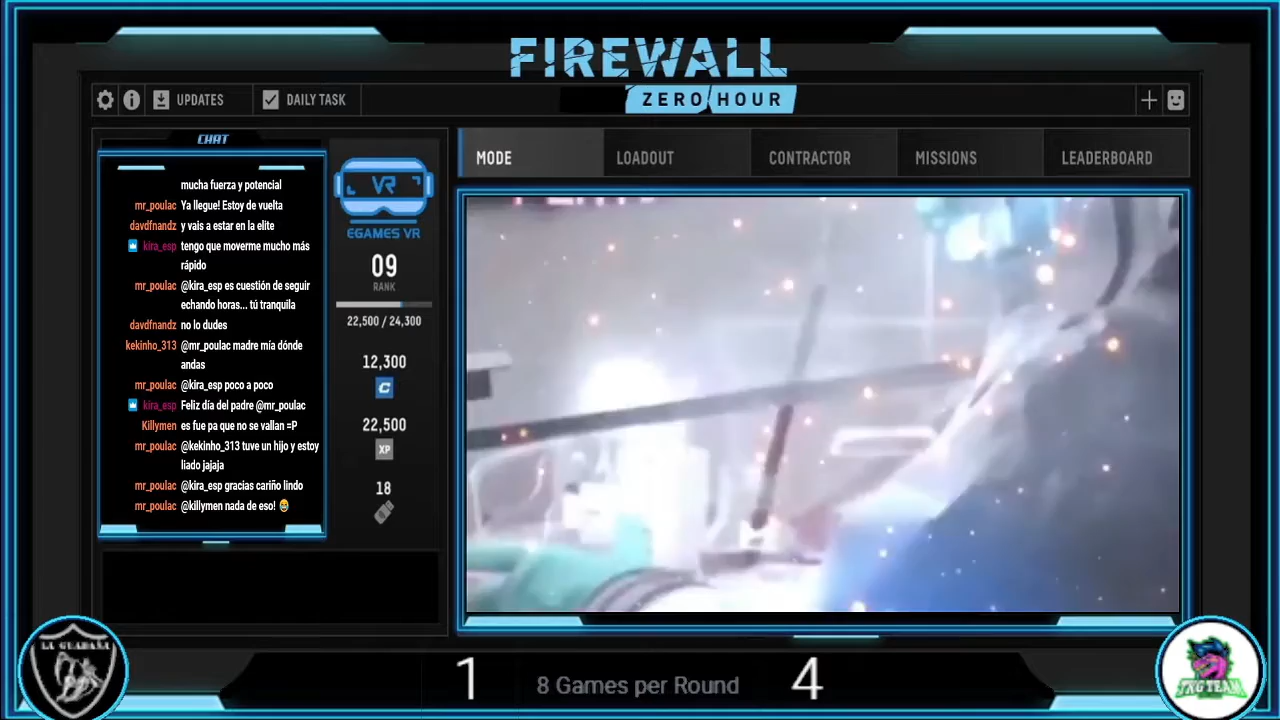 FIREWALL
ZERO HOUR
UPDATES
DAILY TASK
CHAT
mucha fuerza y potencial
mr_poulac Ya llegue! Estoy de vuelta
davdfnandz y vais a estar en la elite
kira_esp tengo que moverme mucho más
rápido
mr_poulac @kira_esp es cuestión de seguir
echando horas... tú tranquila
davdfnandz no lo dudes
kekinho_313 @mr_poulac madre mía dónde
andas
mr_poulac @kira_esp poco a poco
kira_esp Feliz día del padre @mr_poulac
Killymen es fue pa que no se vallan =P
mr_poulac @kekinho_313 tuve un hijo y estoy
liado jajaja
mr_poulac @kira_esp gracias cariño lindo
mr_poulac @killymen nada de eso! 😅
VR
EGAMES VR
09
RANK
22,500 / 24,300
12,300
C
22,500
XP
18
MODE
LOADOUT
CONTRACTOR
MISSIONS
LEADERBOARD
LA GUADAÑA
1
8 Games per Round
4